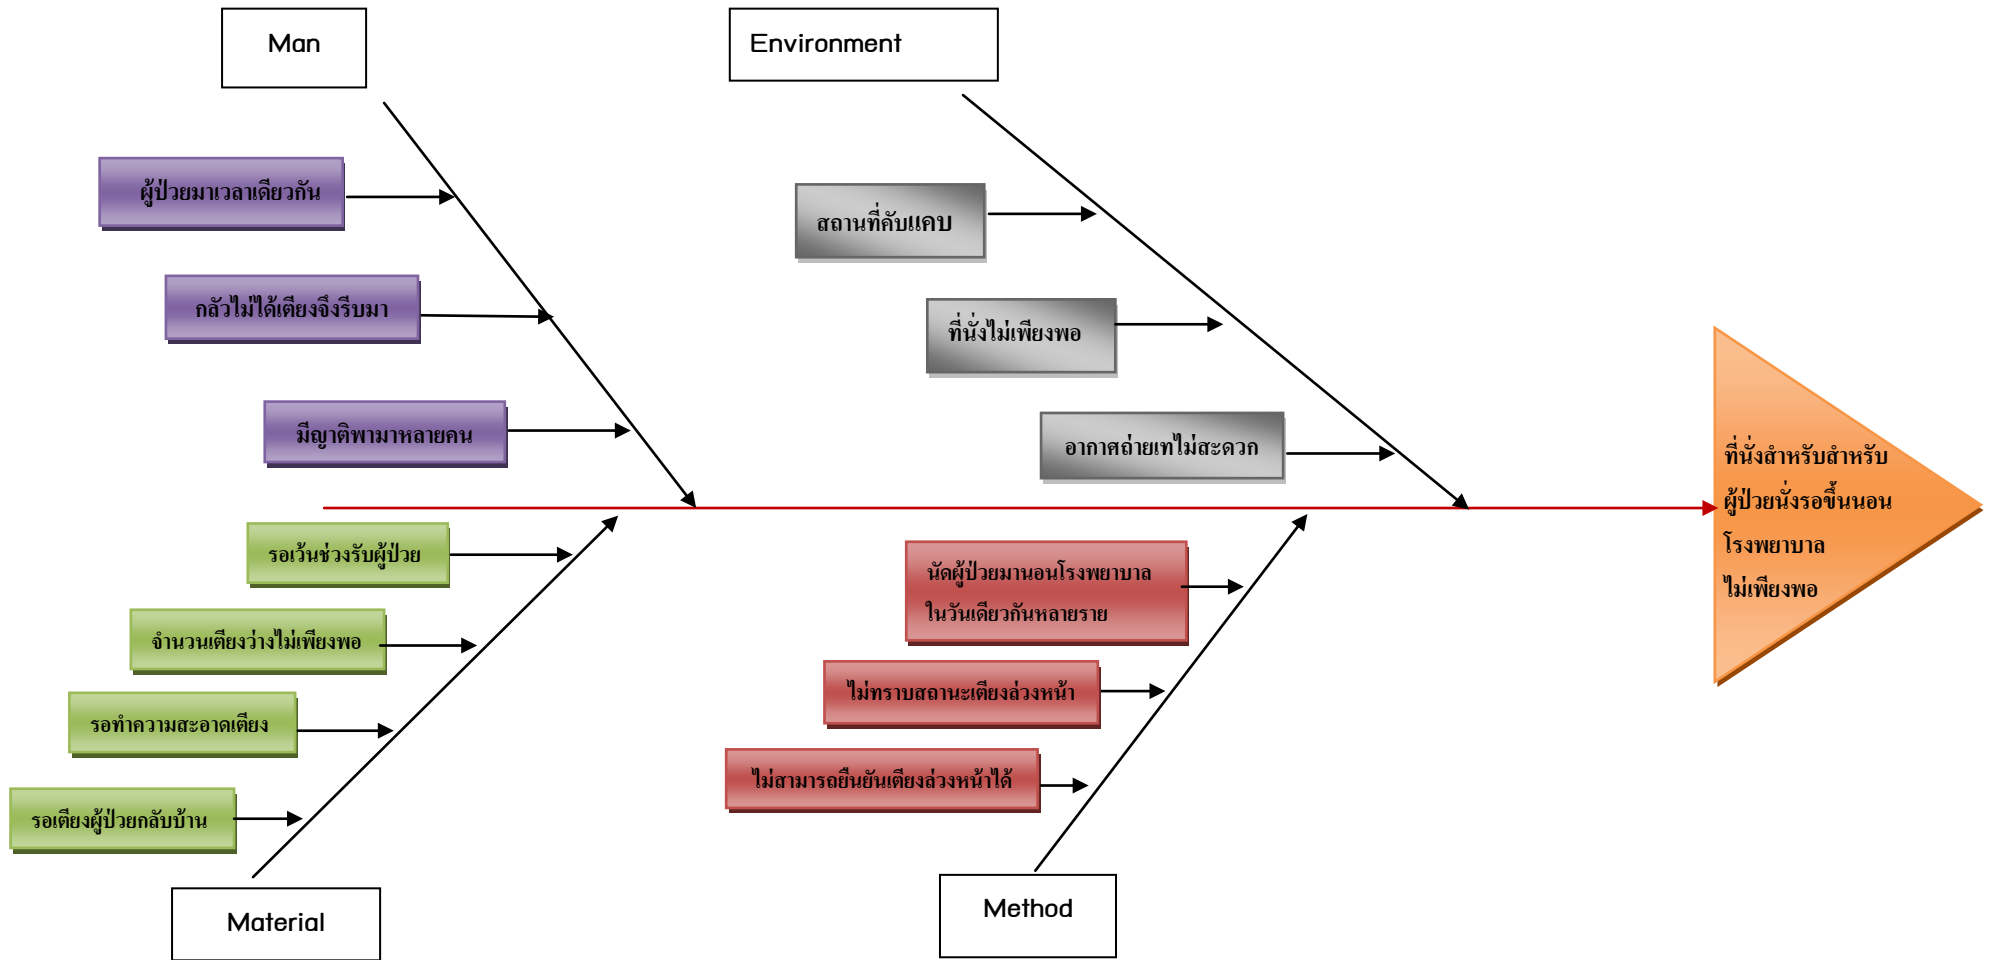 Man
Environment
ผู้ป่วยมาเวลาเดียวกัน
สถานที่คับแคบ
กลัวไม่ได้เตียงจึงรีบมา
ที่นั่งไม่เพียงพอ
มีญาติพามาหลายคน
อากาศถ่ายเทไม่สะดวก
ที่นั่งสำหรับสำหรับ
ผู้ป่วยนั่งรอขึ้นนอน
โรงพยาบาล
ไม่เพียงพอ
รอเว้นช่วงรับผู้ป่วย
จำนวนเตียงว่างไม่เพียงพอ
รอทำความสะอาดเตียง
รอเตียงผู้ป่วยกลับบ้าน
นัดผู้ป่วยมานอนโรงพยาบาล
ในวันเดียวกันหลายราย
ไม่ทราบสถานะเตียงล่วงหน้า
ไม่สามารถยืนยันเตียงล่วงหน้าได้
Material
Method